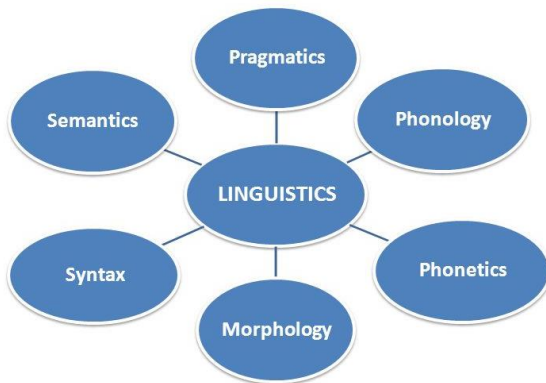 Pragmatics
Semantics
Phonology
LINGUISTICS
Syntax
Phonetics
Morphology